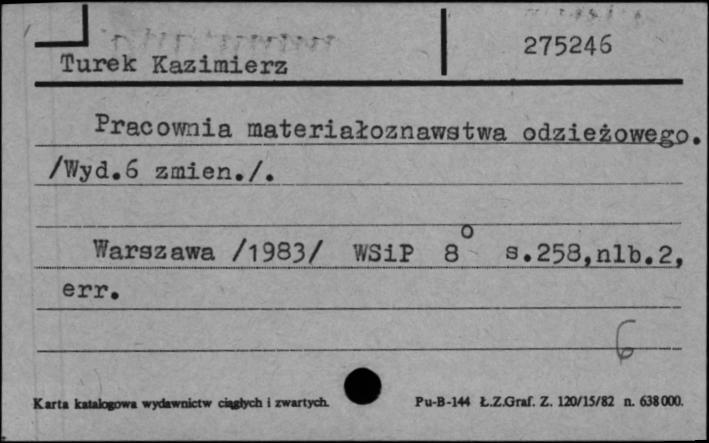 275246
Turek Kazimierz
Pracownia materiałoznawstwa odzieżowego.
/Wyd.6 zmien./.
Warszawa /1983/ WSiP 8° s.258,nlb.2,
err.
6
Karta katalogowa wydawnictw ciągłych i zwartych. Pu-B-144 Ł.Z.Graf. Z. 120/15/82 n. 638000.